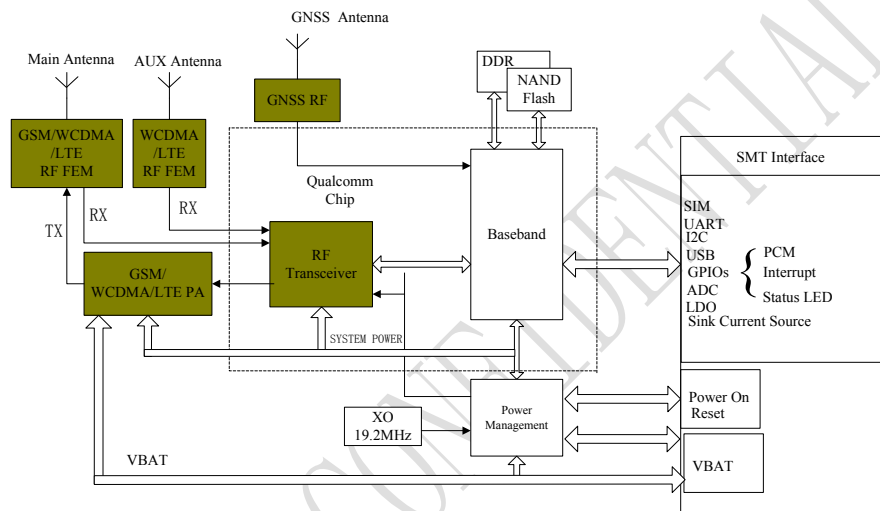 GNSS Antenna
Main Antenna
AUX Antenna
GNSS RF
DDR
NAND
Flash
GSM/WCDMA
/LTE
RF FEM
WCDMA
/LTE
RF FEM
Qualcomm
Chip
SMT Interface
TX
RX
RX
RF
Transceiver
Baseband
SIM
UART
I2C
USB
GPIOs
ADC
LDO
Sink Current Source
PCM
Interrupt
Status LED
GSM/
WCDMA/LTE PA
SYSTEM POWER
XO
19.2MHz
Power
Management
Power On
Reset
VBAT
VBAT
CONFIDENTIAL